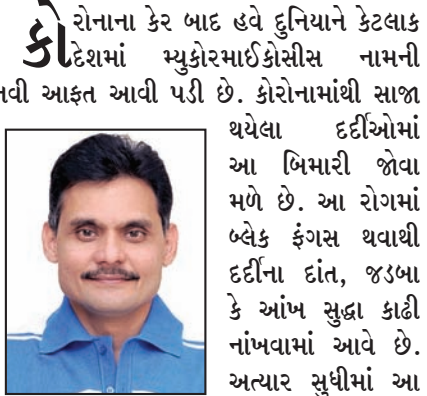 કોરોનાના કેર બાદ હવે દુનિયાને કેટલાક
દેશમાં મ્યુકોરમાઈકોસીસ નામની
નવી આફત આવી પડી છે. કોરોનામાંથી સાજા
થયેલા દર્દીઓમાં
આ બિમારી જોવા
મળે છે. આ રોગમાં
બ્લેક ફંગસ થવાથી
દર્દીના દાંત, જડબા
કે આંખ સુદ્ધા કાઢી
નાંખવામાં આવે છે.
અત્યાર સુધીમાં આ